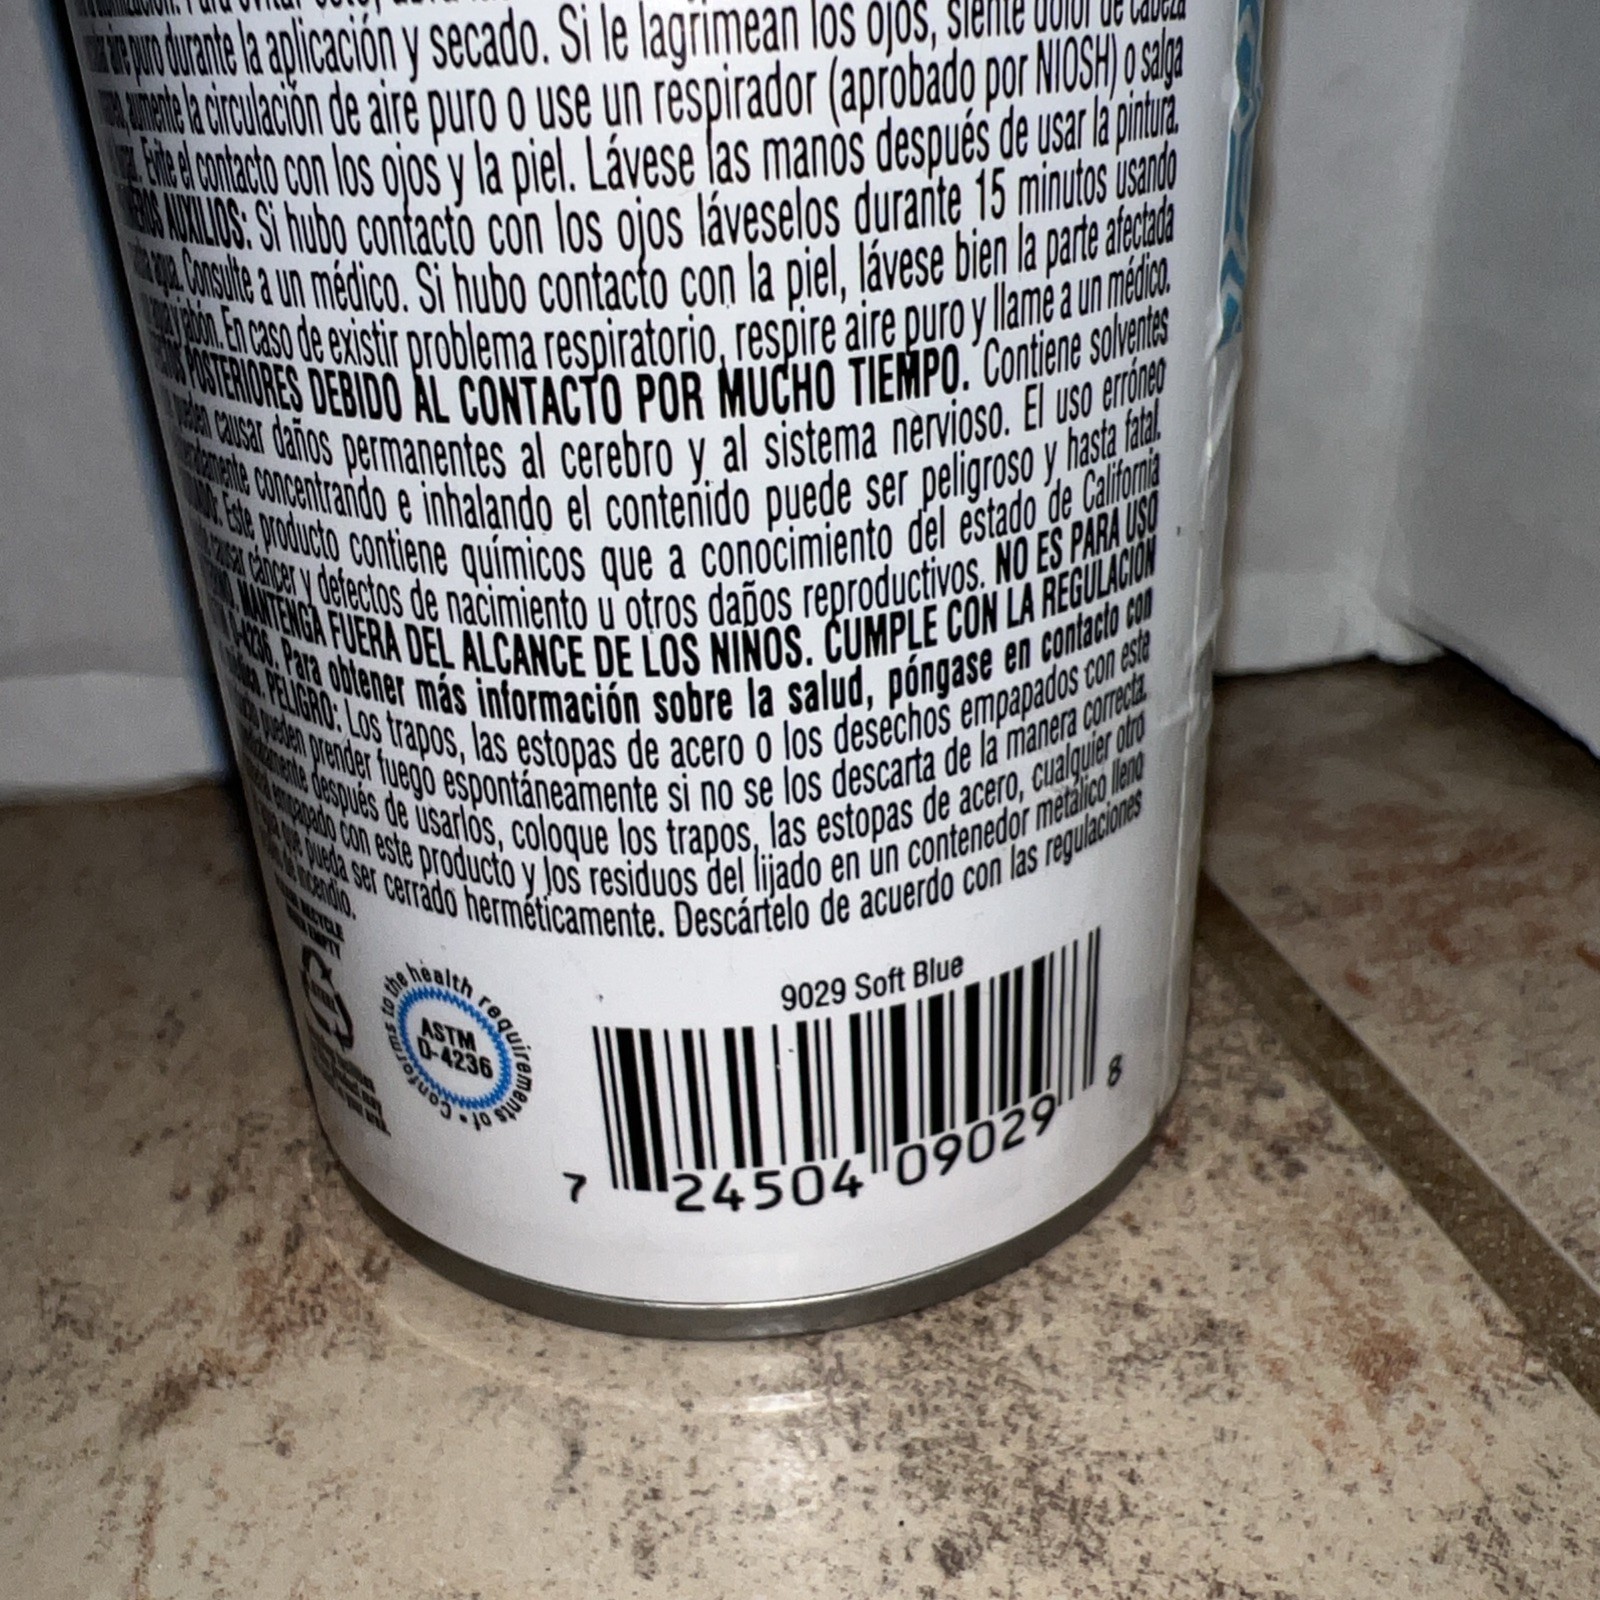 puro durante la aplicación y secado. Si le lagrimean los ojos, siente dolor de cabeza
aumente la circulación de aire puro o use un respirador (aprobado por NIOSH) o salga
Evite el contacto con los ojos y la piel. Lávese las manos después de usar la pintura.
AUXILIOS: Si hubo contacto con los ojos láveselos durante 15 minutos usando
agua. Consulte a un médico. Si hubo contacto con la piel, lávese bien la parte afectada
y jabón. En caso de existir problema respiratorio, respire aire puro y llame a un médico.
POSTERIORES DEBIDO AL CONTACTO POR MUCHO TIEMPO. Contiene solventes
causar daños permanentes al cerebro y al sistema nervioso. El uso erróneo
concentrando e inhalando el contenido puede ser peligroso y hasta fatal.
Este producto contiene químicos que a conocimiento del estado de California
causar cáncer y defectos de nacimiento u otros daños reproductivos. NO ES PARA USO
MANTENGA FUERA DEL ALCANCE DE LOS NIÑOS. CUMPLE CON LA REGULACIÓN
D-4236. Para obtener más información sobre la salud, póngase en contacto con
PELIGRO: Los trapos, las estopas de acero o los desechos empapados con este
pueden prender fuego espontáneamente si no se los descarta de la manera correcta.
después de usarlos, coloque los trapos, las estopas de acero, cualquier otro
empapado con este producto y los residuos del lijado en un contenedor metálico lleno
que pueda ser cerrado herméticamente. Descártelo de acuerdo con las regulaciones
de incendio.
RECYCLE
EMPTY
Conforms to the health requirements of •
ASTM
D-4236
9029 Soft Blue
7 24504 09029 8